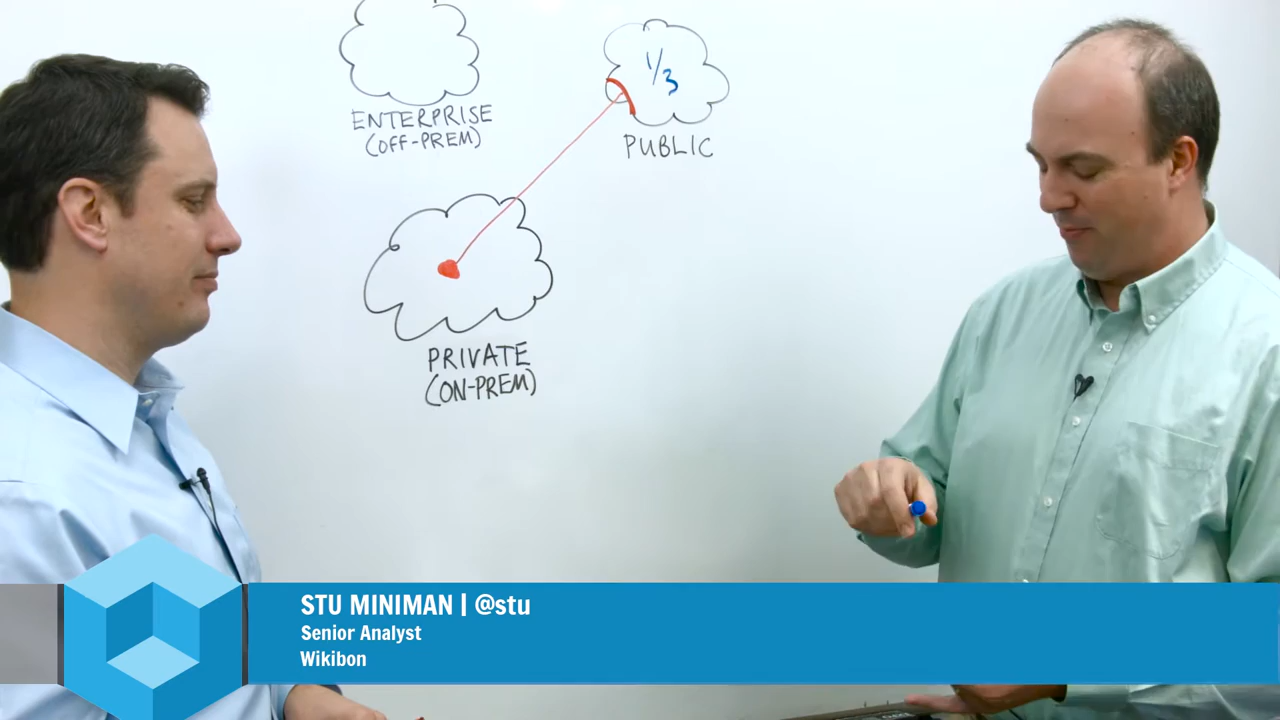 ENTERPRISE
(OFF-PREM)
1/3
PUBLIC
PRIVATE
(ON-PREM)
STU MINIMAN | @stu
Senior Analyst
Wikibon